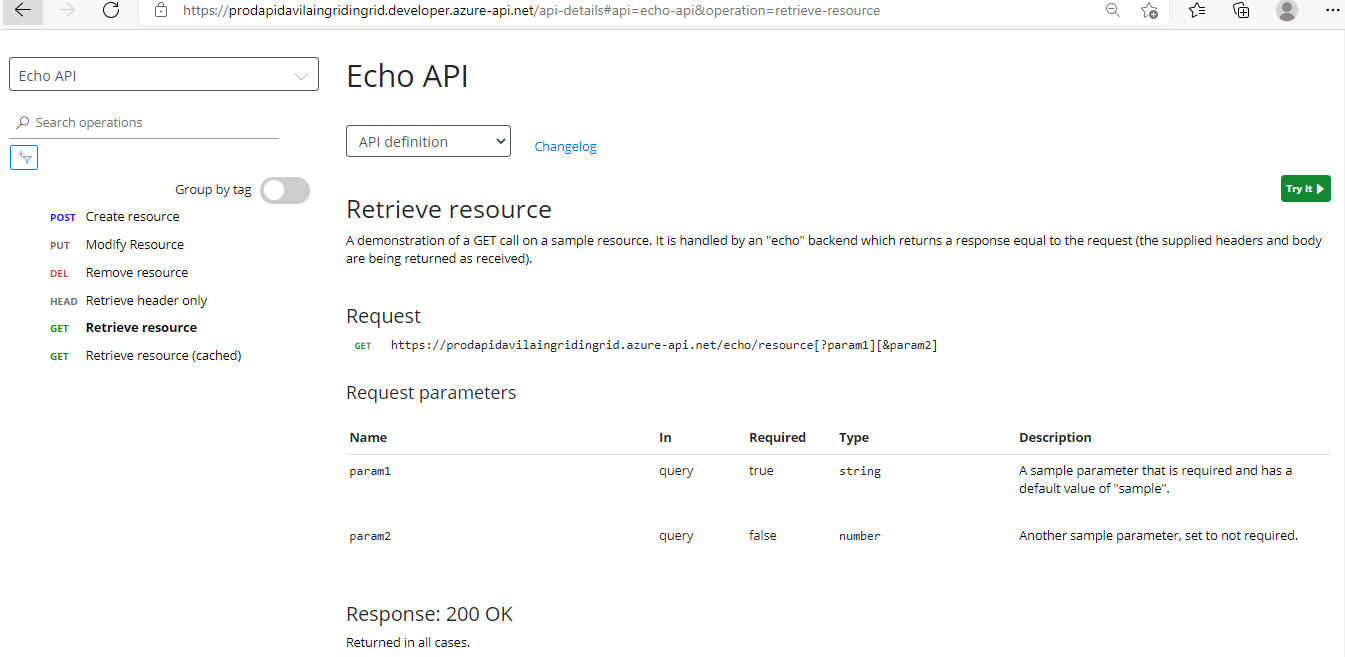 https://prodapidavilaingridingrid.developer.azure-api.net/api-details#api=echo-api&operation=retrieve-resource
Echo API
Search operations
Group by tag
POST Create resource
PUT Modify Resource
DEL Remove resource
HEAD Retrieve header only
GET Retrieve resource
GET Retrieve resource (cached)
Echo API
API definition
Changelog
Try it
Retrieve resource
A demonstration of a GET call on a sample resource. It is handled by an "echo" backend which returns a response equal to the request (the supplied headers and body
are being returned as received).
Request
GET https://prodapidavilaingridingrid.azure-api.net/echo/resource[?param1][&param2]
Request parameters
Name In Required Type Description
param1 query true string A sample parameter that is required and has a
default value of "sample".
param2 query false number Another sample parameter, set to not required.
Response: 200 OK
Returned in all cases.